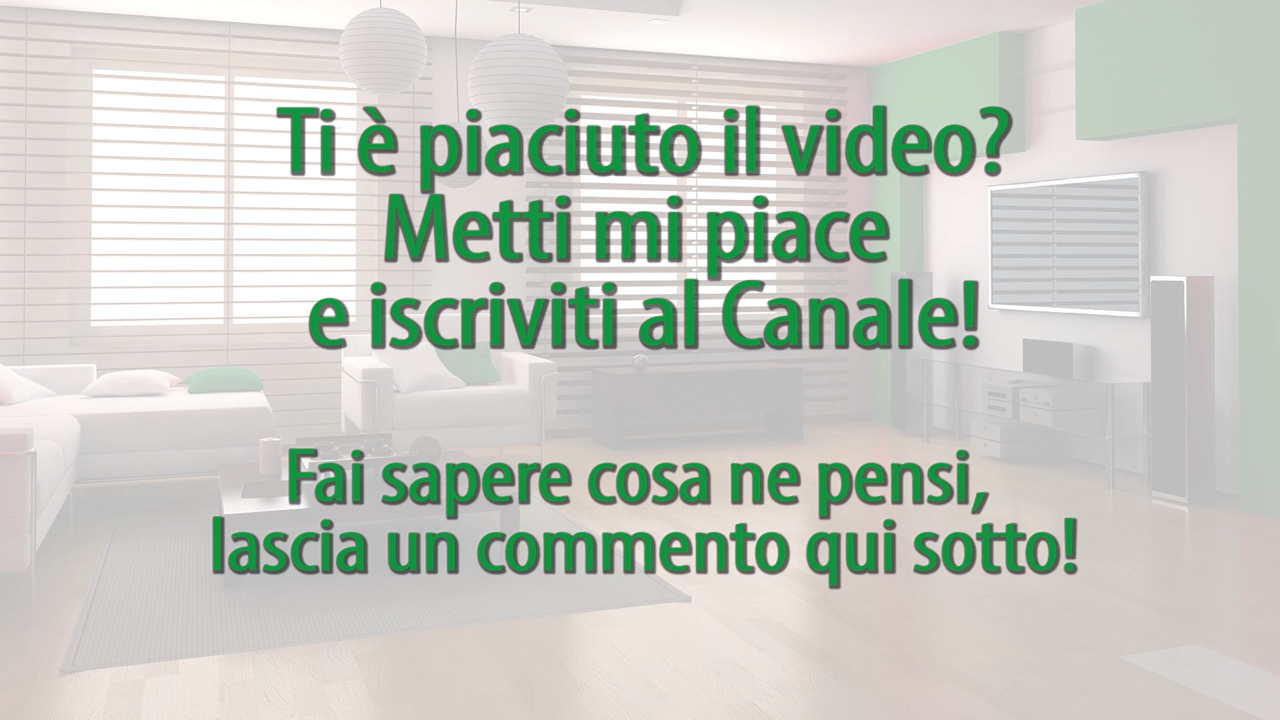 Ti è piaciuto il video?
Metti mi piace
e iscriviti al Canale!
Fai sapere cosa ne pensi,
lascia un commento qui sotto!